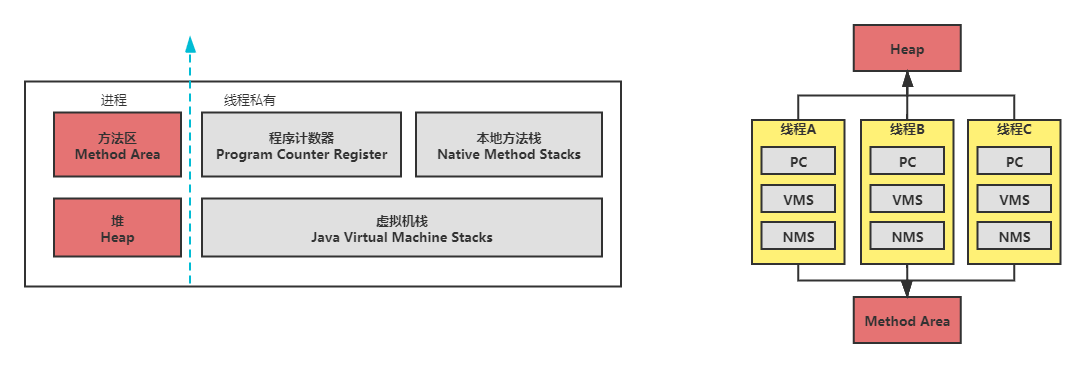 进程
线程私有
方法区
Method Area
程序计数器
Program Counter Register
本地方法栈
Native Method Stacks
堆
Heap
虚拟机栈
Java Virtual Machine Stacks
Heap
线程A
PC
VMS
NMS
线程B
PC
VMS
NMS
线程C
PC
VMS
NMS
Method Area